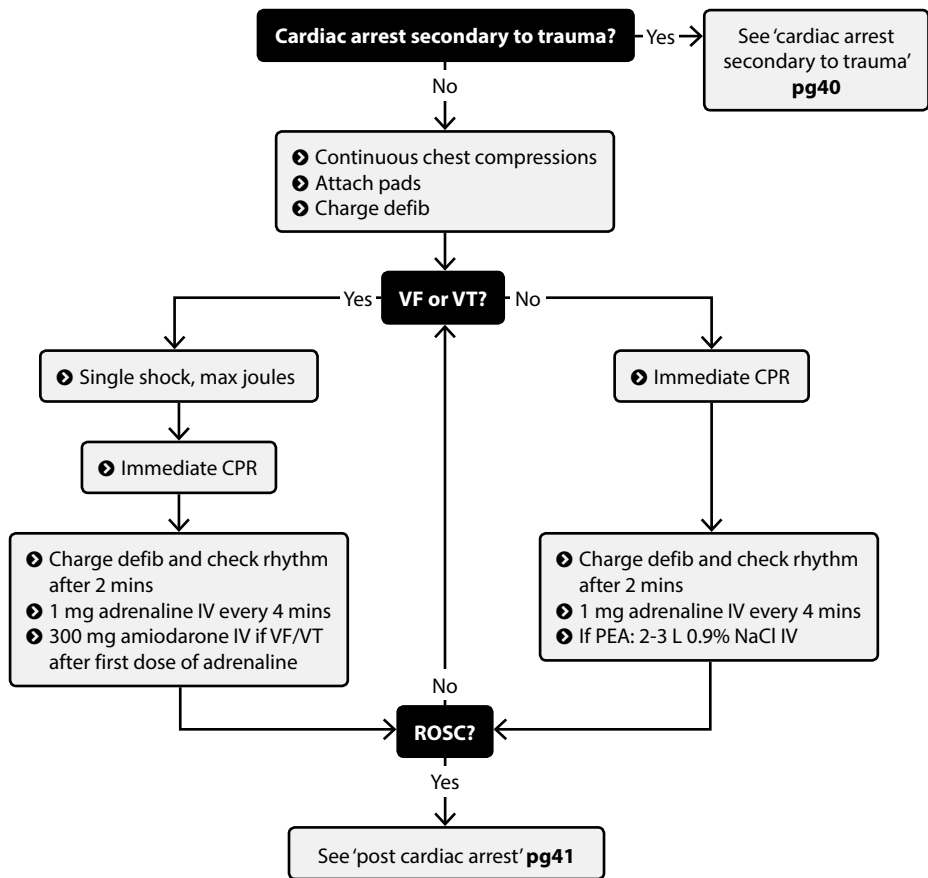 Cardiac arrest secondary to trauma?
Yes
See ‘cardiac arrest
secondary to trauma’
pg40
No
Continuous chest compressions
Attach pads
Charge defib
Yes
VF or VT?
No
Single shock, max joules
Immediate CPR
Immediate CPR
Charge defib and check rhythm
after 2 mins
1 mg adrenaline IV every 4 mins
300 mg amiodarone IV if VF/VT
after first dose of adrenaline
Charge defib and check rhythm
after 2 mins
1 mg adrenaline IV every 4 mins
If PEA: 2-3 L 0.9% NaCl IV
No
ROSC?
Yes
See ‘post cardiac arrest’ pg41